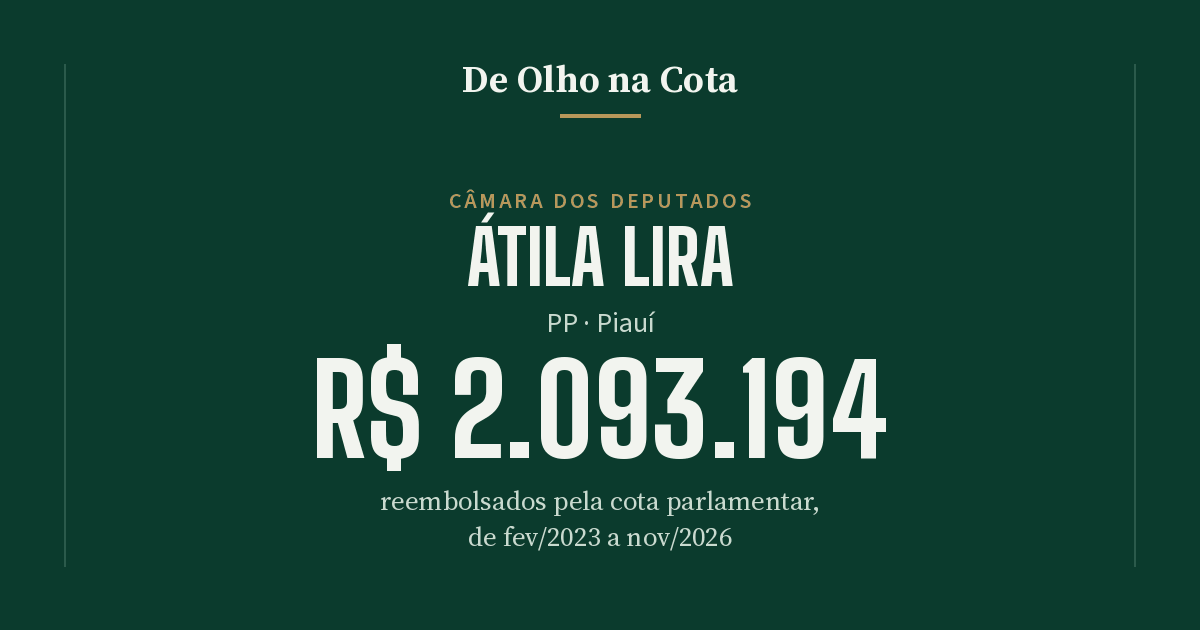 De Olho na Cota
CÂMARA DOS DEPUTADOS
ÁTILA LIRA
PP · Piauí
R$ 2.093.194
reembolsados pela cota parlamentar,
de fev/2023 a nov/2026